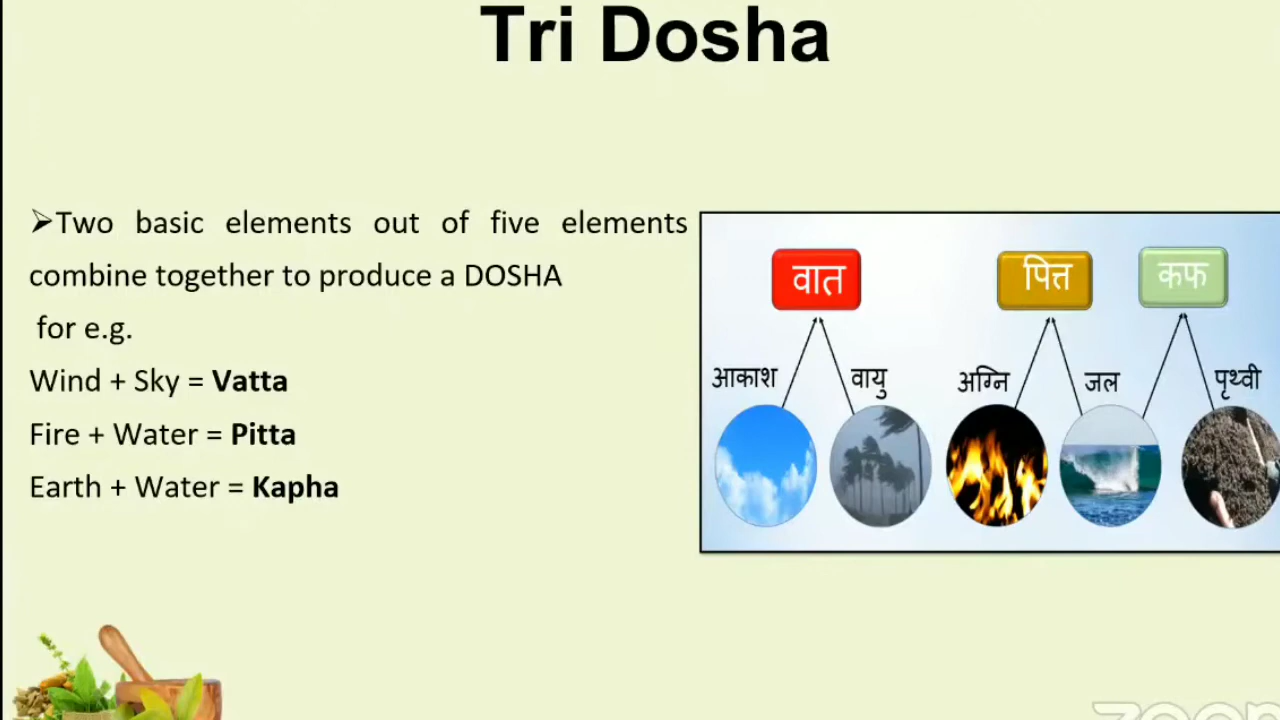 Tri Dosha
➢Two basic elements out of five elements
combine together to produce a DOSHA
for e.g.
Wind + Sky = Vatta
Fire + Water = Pitta
Earth + Water = Kapha
वात पित्त कफ
आकाश वायु अग्नि जल पृथ्वी
zoom